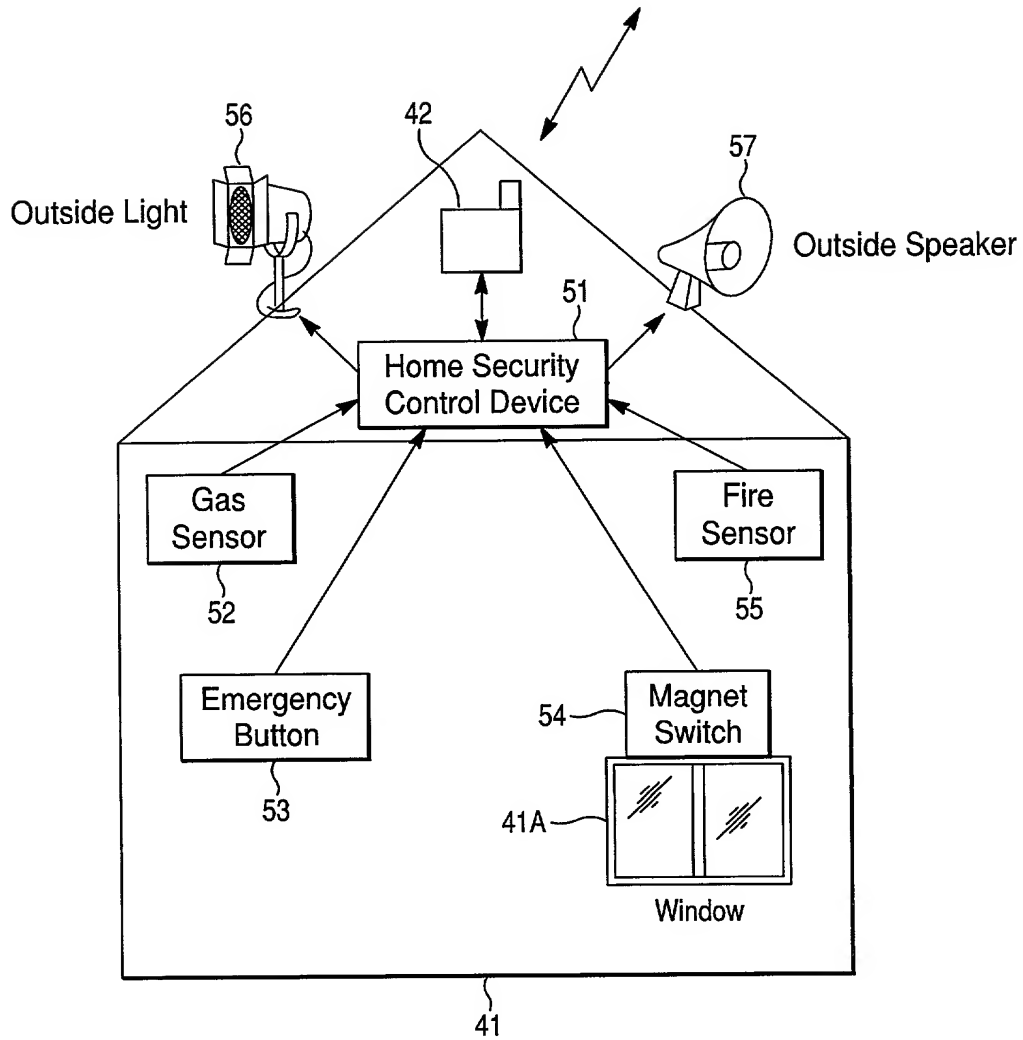 56
42
57
Outside Light
Outside Speaker
51
Home Security
Control Device
Gas
Sensor
52
Fire
Sensor
55
Emergency
Button
53
54
Magnet
Switch
41A
Window
41